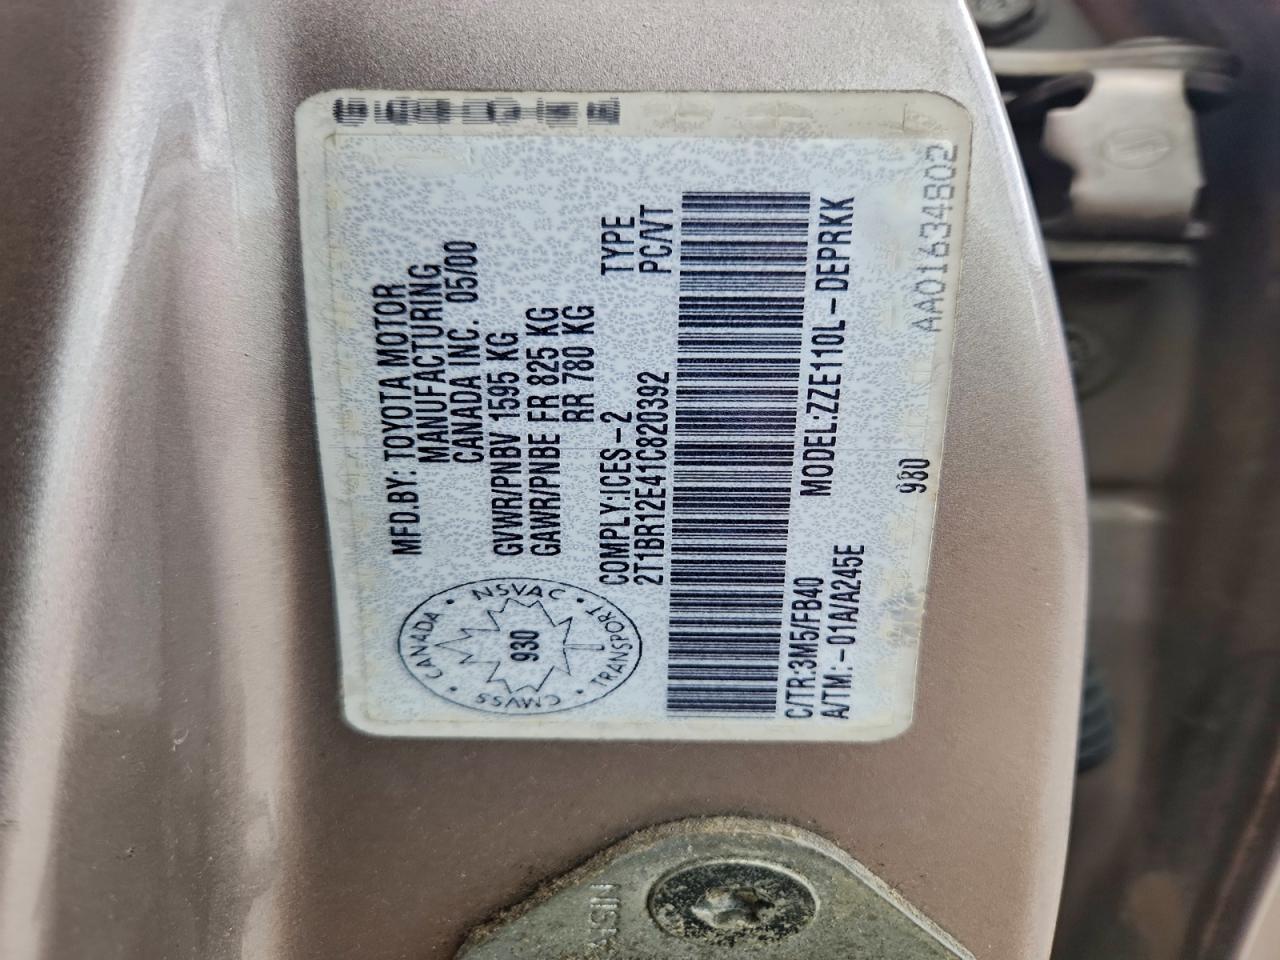 MFD.BY: TOYOTA MOTOR
MANUFACTURING
CANADA INC. 05/00
GVWR/PNBV 1595 KG
GAWR/PNBE FR 825 KG
RR 780 KG
CANADA • NSVAC • TRANSPORT • CMVSS •
930
COMPLY:ICES-2 TYPE
2T1BR12E41C820392 PC/VT
C/TR:3M5/FB40 MODEL:ZZE110L-DEPRKK
A/TM:-01A/A245E
980
AA01634802
AISIN